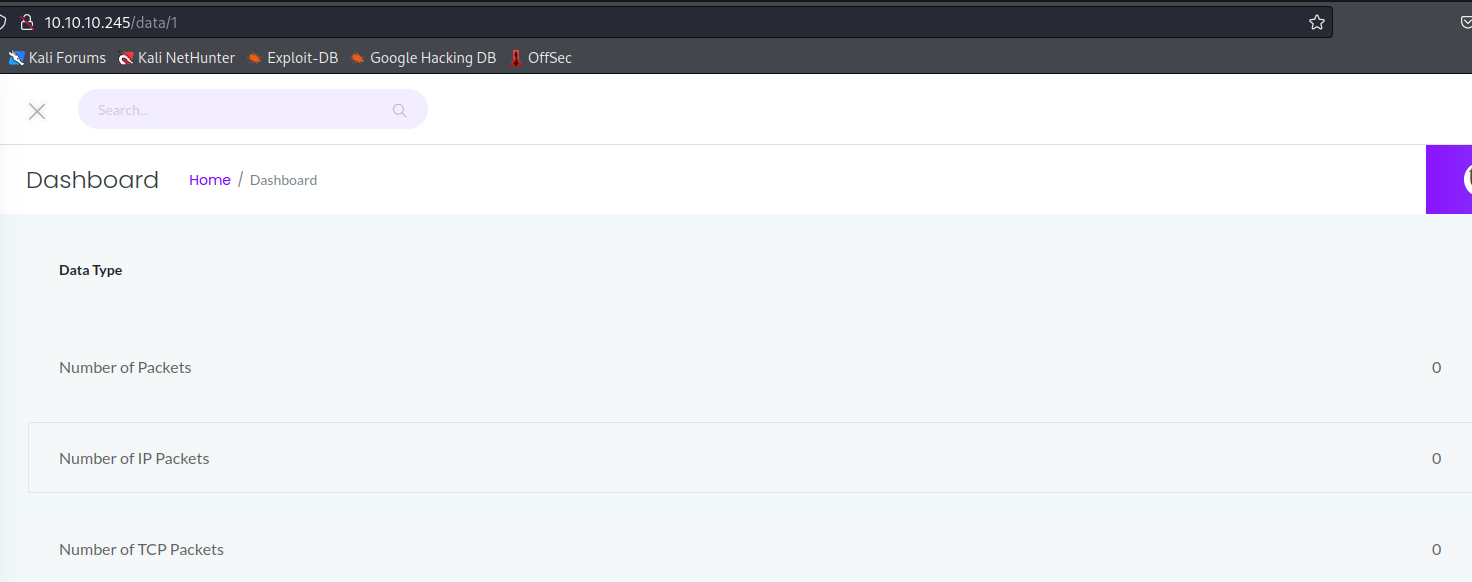 10.10.10.245/data/1
Kali Forums Kali NetHunter Exploit-DB Google Hacking DB OffSec
Search...
Dashboard Home / Dashboard
Data Type
Number of Packets 0
Number of IP Packets 0
Number of TCP Packets 0